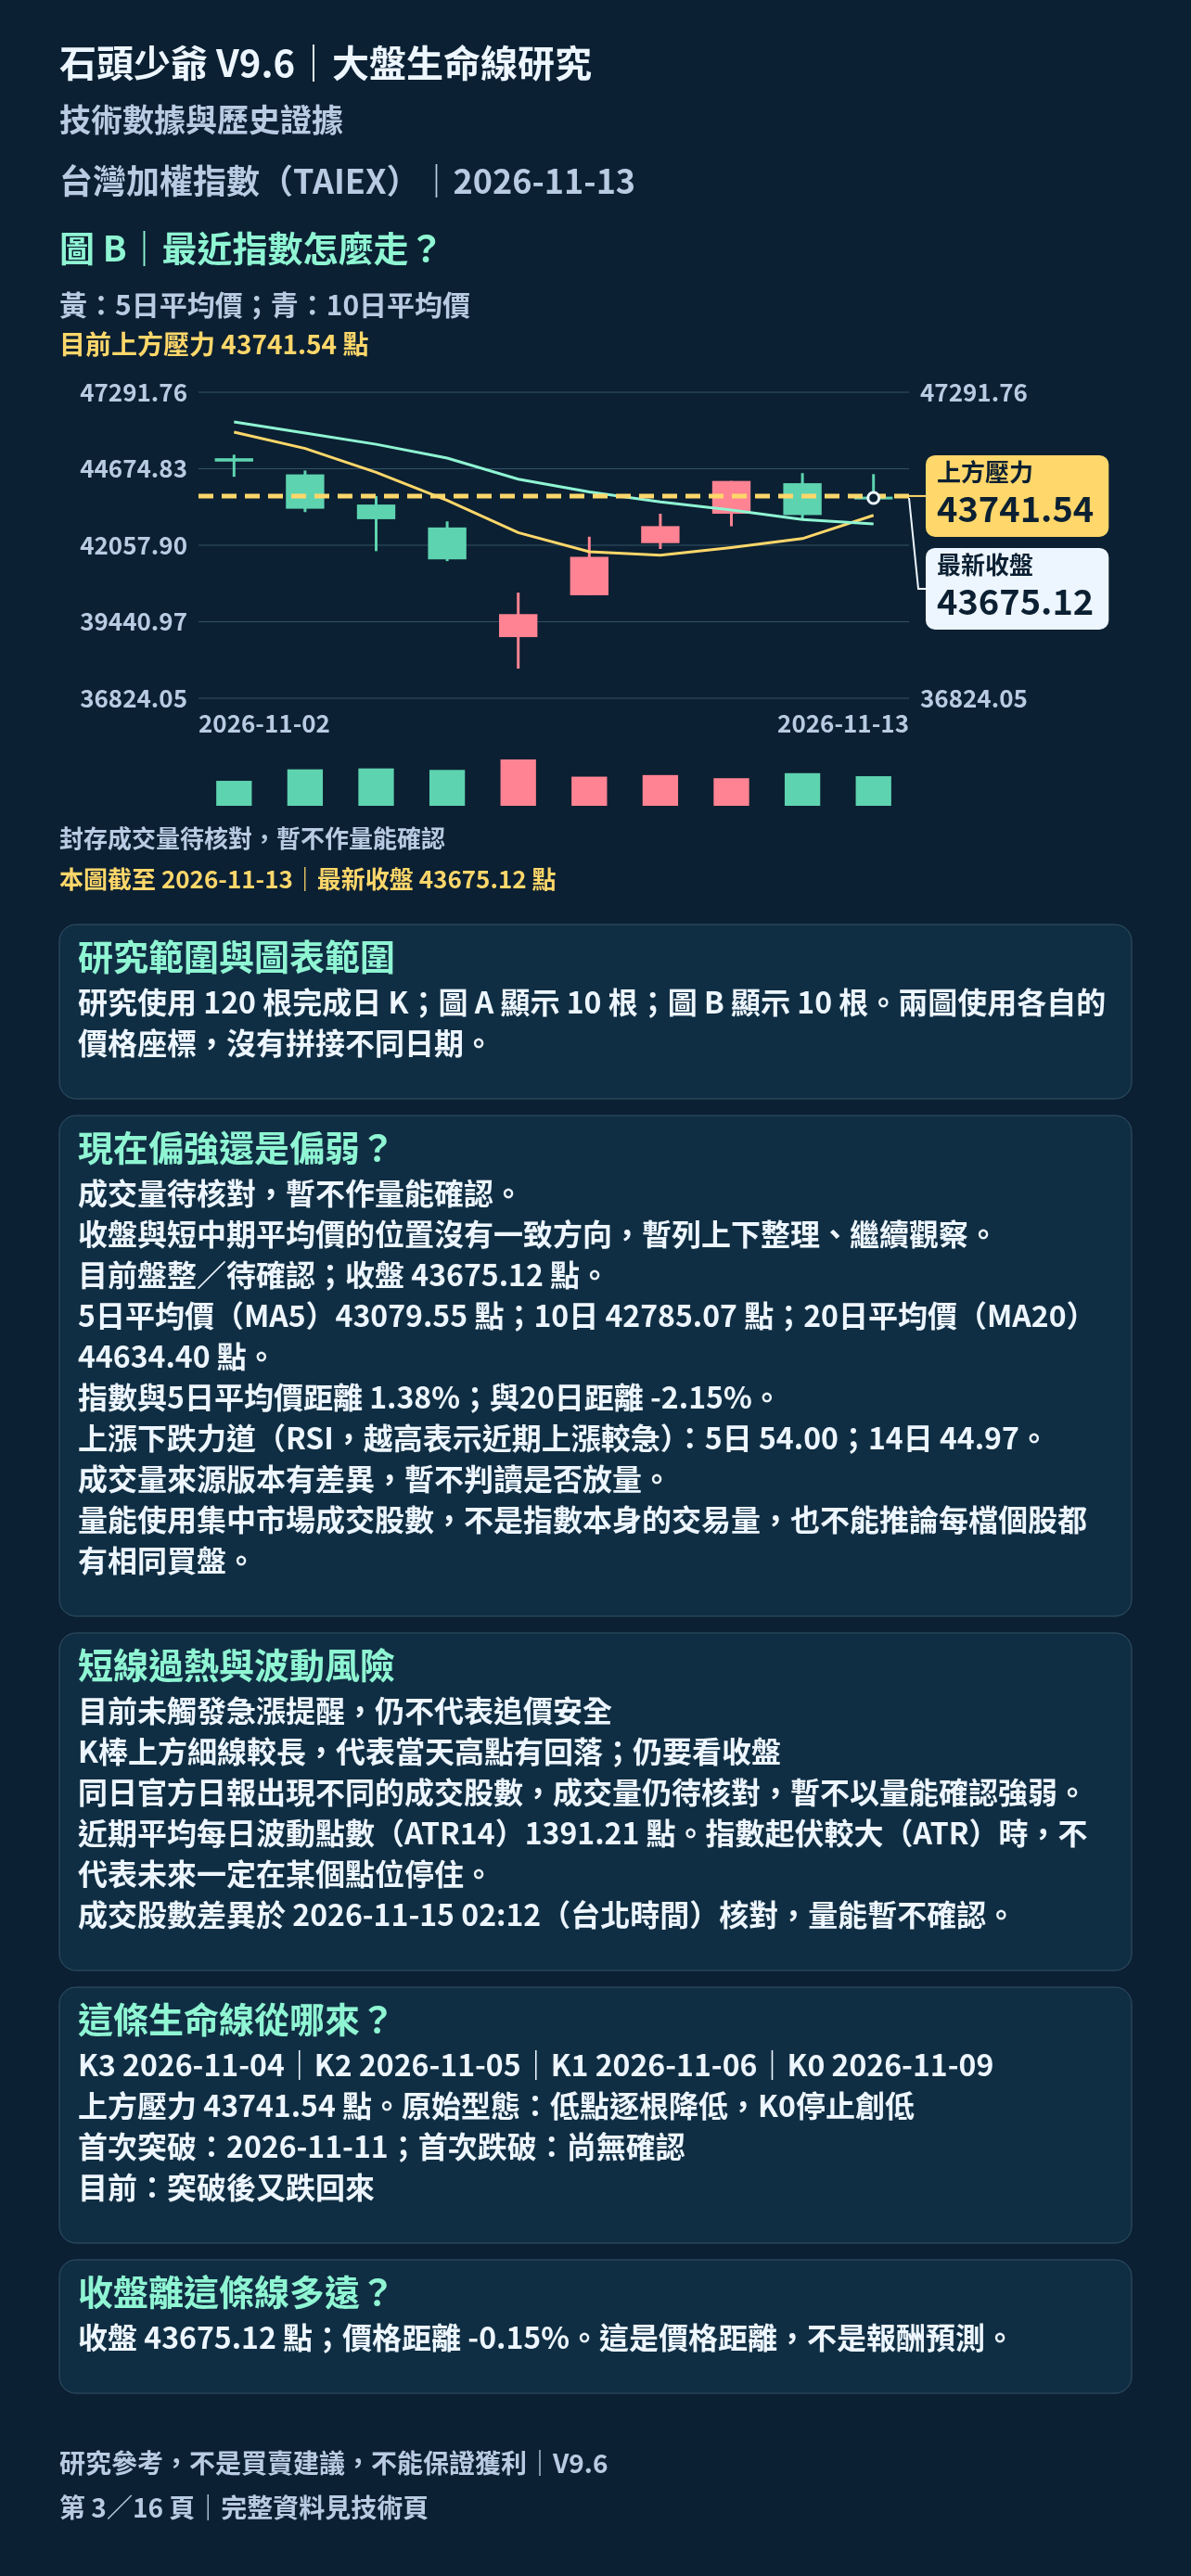 石頭少爺 V9.6｜大盤生命線研究
技術數據與歷史證據
台灣加權指數（TAIEX）｜2026-11-13
圖 B｜最近指數怎麼走？
黃：5日平均價；青：10日平均價
目前上方壓力 43741.54 點
47291.76
47291.76
44674.83
上方壓力
43741.54
42057.90
最新收盤
43675.12
39440.97
36824.05
36824.05
2026-11-02
2026-11-13
封存成交量待核對，暫不作量能確認
本圖截至 2026-11-13｜最新收盤 43675.12 點
研究範圍與圖表範圍
研究使用 120 根完成日 K；圖 A 顯示 10 根；圖 B 顯示 10 根。兩圖使用各自的
價格座標，沒有拼接不同日期。
現在偏強還是偏弱？
成交量待核對，暫不作量能確認。
收盤與短中期平均價的位置沒有一致方向，暫列上下整理、繼續觀察。
目前盤整／待確認；收盤 43675.12 點。
5日平均價（MA5）43079.55 點；10日 42785.07 點；20日平均價（MA20）
44634.40 點。
指數與5日平均價距離 1.38%；與20日距離 -2.15%。
上漲下跌力道（RSI，越高表示近期上漲較急）：5日 54.00；14日 44.97。
成交量來源版本有差異，暫不判讀是否放量。
量能使用集中市場成交股數，不是指數本身的交易量，也不能推論每檔個股都
有相同買盤。
短線過熱與波動風險
目前未觸發急漲提醒，仍不代表追價安全
K棒上方細線較長，代表當天高點有回落；仍要看收盤
同日官方日報出現不同的成交股數，成交量仍待核對，暫不以量能確認強弱。
近期平均每日波動點數（ATR14）1391.21 點。指數起伏較大（ATR）時，不
代表未來一定在某個點位停住。
成交股數差異於 2026-11-15 02:12（台北時間）核對，量能暫不確認。
這條生命線從哪來？
K3 2026-11-04｜K2 2026-11-05｜K1 2026-11-06｜K0 2026-11-09
上方壓力 43741.54 點。原始型態：低點逐根降低，K0停止創低
首次突破：2026-11-11；首次跌破：尚無確認
目前：突破後又跌回來
收盤離這條線多遠？
收盤 43675.12 點；價格距離 -0.15%。這是價格距離，不是報酬預測。
研究參考，不是買賣建議，不能保證獲利｜V9.6
第 3／16 頁｜完整資料見技術頁